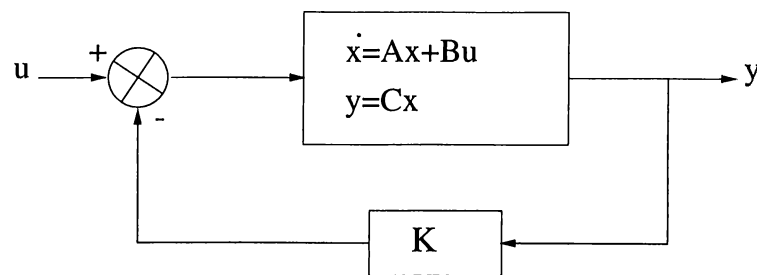 +
u
ẋ=Ax+Bu
y=Cx
y
-
K